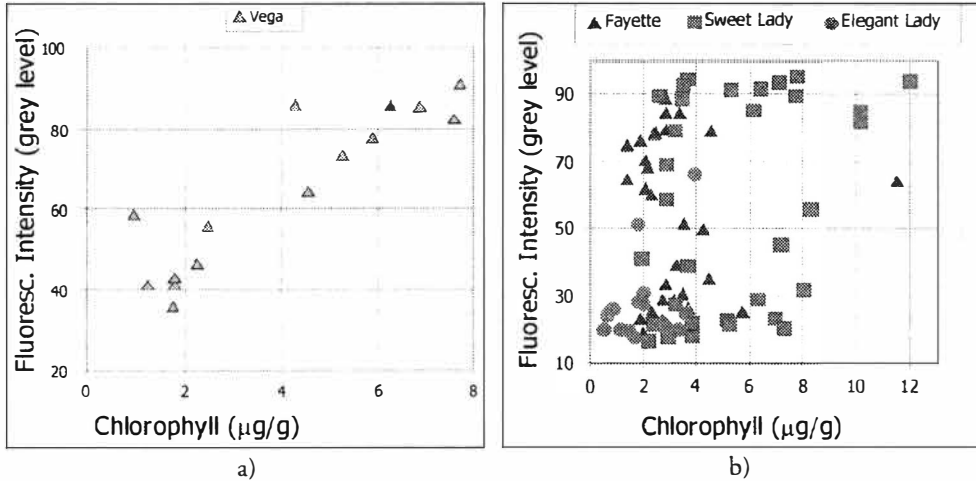 Vega
Fluoresc. Intensity (grey level)
100
80
60
40
20
0
2
4
6
8
Chlorophyll (μg/g)
a)
Fayette
Sweet Lady
Elegant Lady
Fluoresc. Intensity (grey level)
90
70
50
30
10
0
2
4
6
8
10
12
Chlorophyll (μg/g)
b)